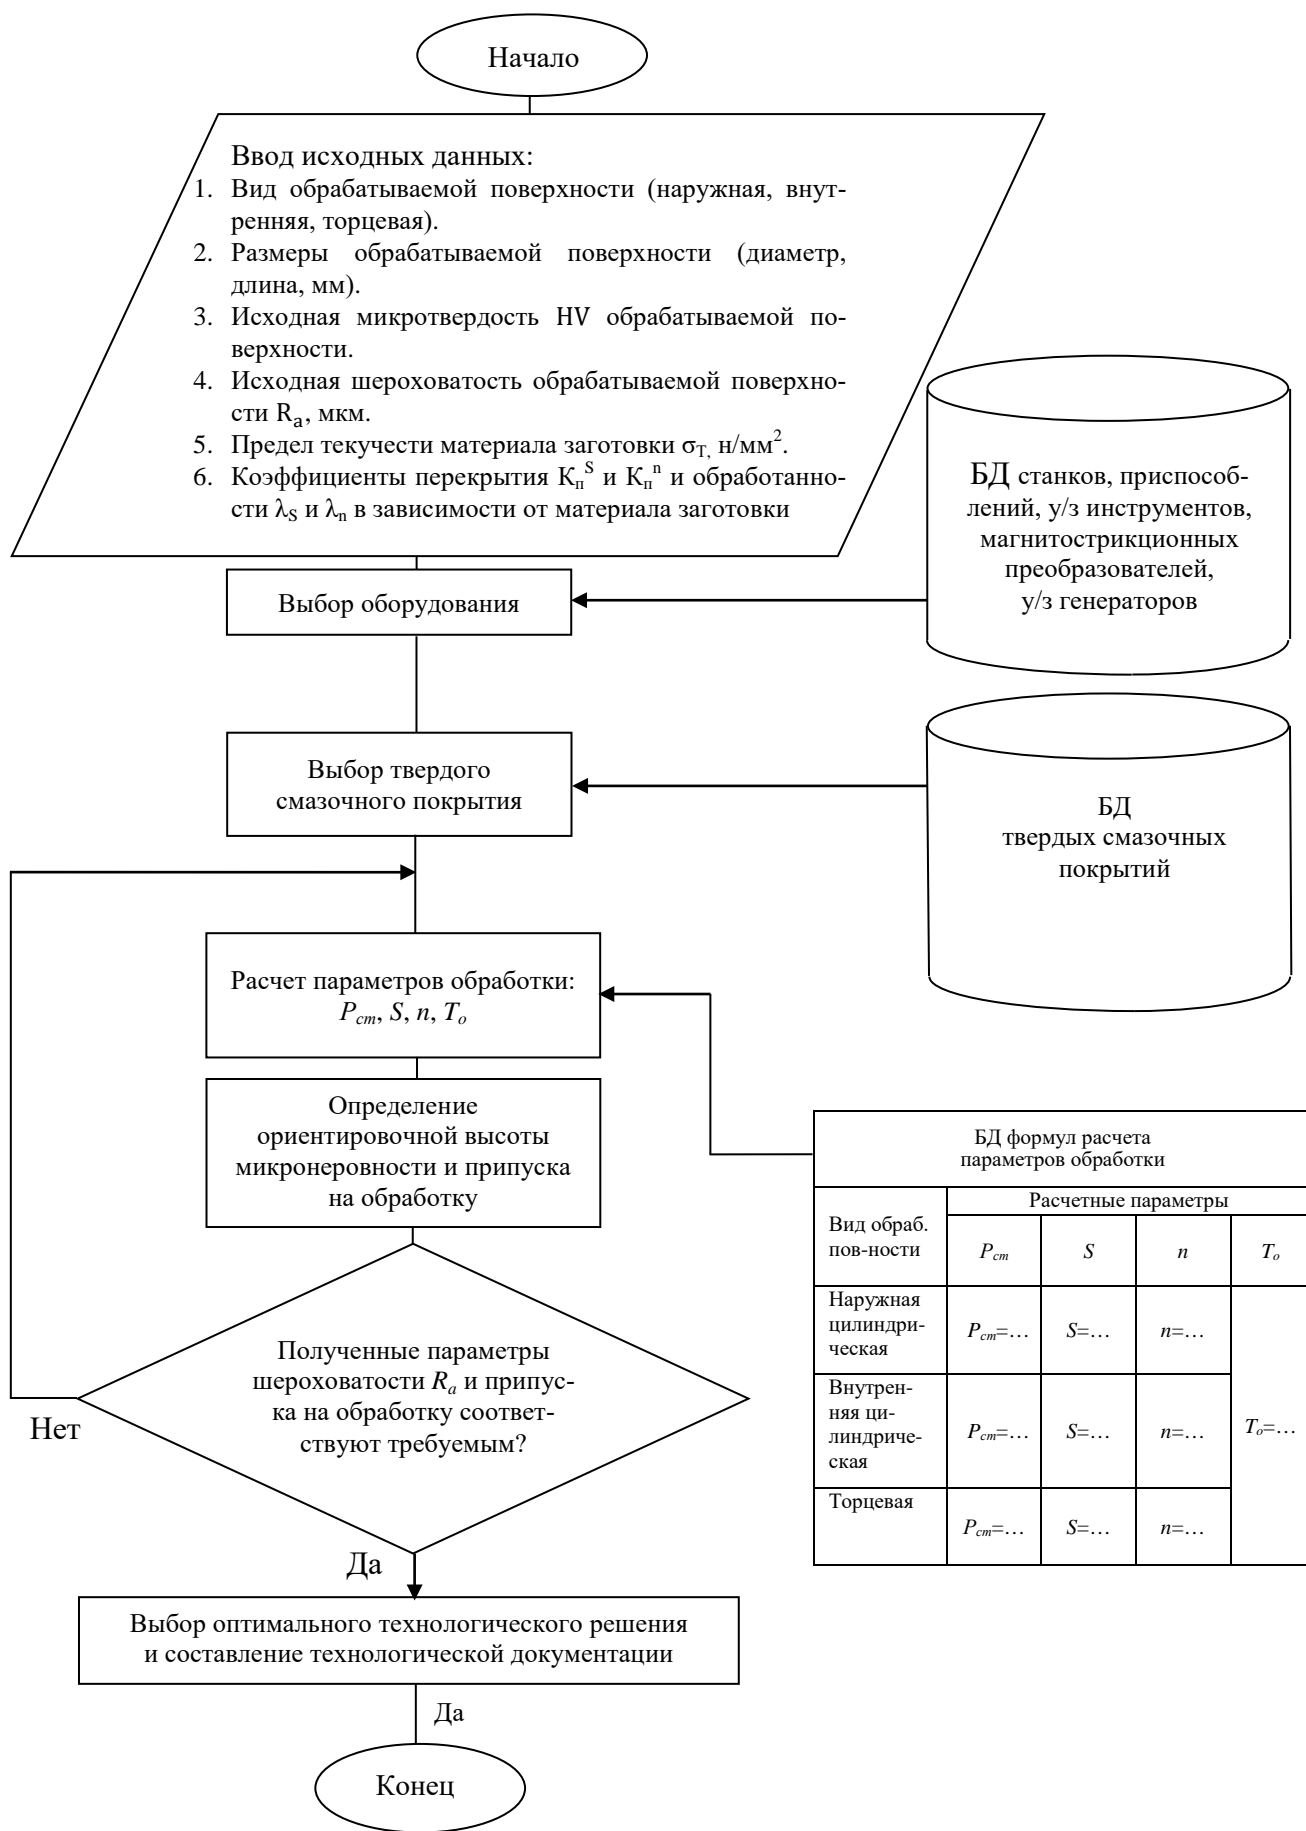 Начало
Ввод исходных данных:
1. Вид обрабатываемой поверхности (наружная, внут-
ренняя, торцевая).
2. Размеры обрабатываемой поверхности (диаметр,
длина, мм).
3. Исходная микротвердость HV обрабатываемой по-
верхности.
4. Исходная шероховатость обрабатываемой поверхно-
сти Rₐ, мкм.
5. Предел текучести материала заготовки σТ, н/мм².
6. Коэффициенты перекрытия Кп^S и Кп^n и обработанно-
сти λS и λn в зависимости от материала заготовки
БД станков, приспособ-
лений, у/з инструментов,
магнитострикционных
преобразователей,
у/з генераторов
Выбор оборудования
Выбор твердого
смазочного покрытия
БД
твердых смазочных
покрытий
Расчет параметров обработки:
Pст, S, n, To
Определение
ориентировочной высоты
микронеровности и припуска
на обработку
БД формул расчета
параметров обработки
Вид обраб.
пов-ности
Расчетные параметры
Pст S n To
Наружная
цилиндри-
ческая
Pст=… S=… n=…
Внутрен-
няя ци-
линдриче-
ская
Pст=… S=… n=… To=…
Торцевая
Pст=… S=… n=…
Полученные параметры
шероховатости Ra и припус-
ка на обработку соответ-
ствуют требуемым?
Нет
Да
Выбор оптимального технологического решения
и составление технологической документации
Да
Конец